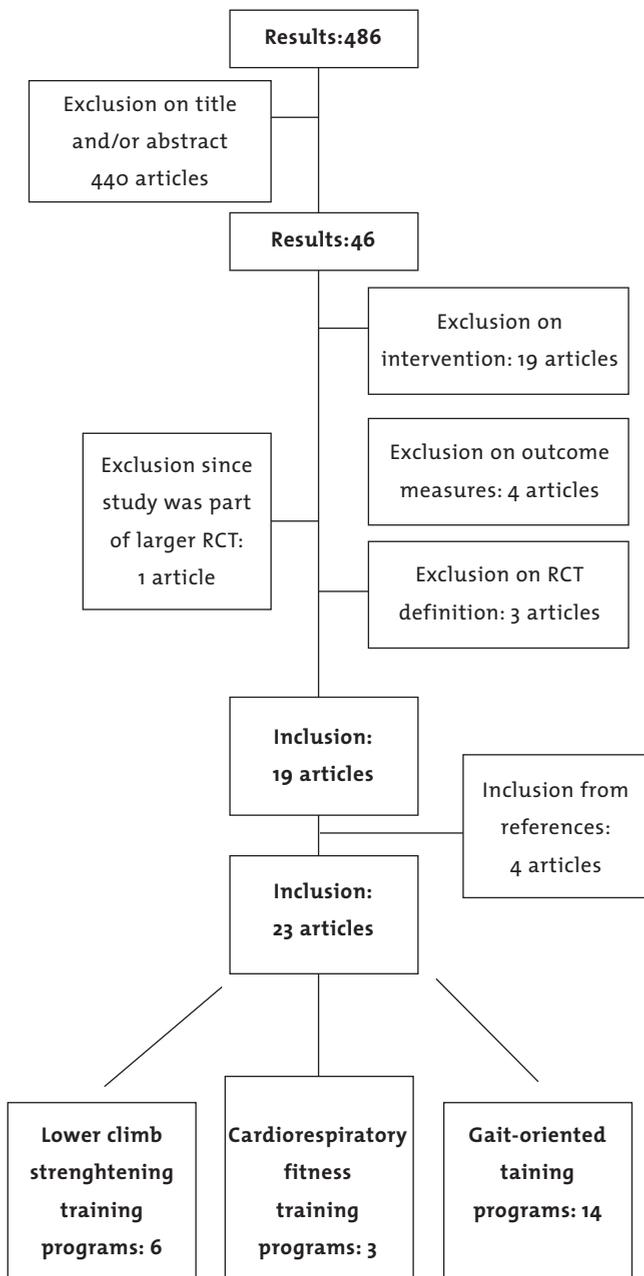 Results:486
Exclusion on title
and/or abstract
440 articles
Results:46
Exclusion on
intervention: 19 articles
Exclusion on outcome
measures: 4 articles
Exclusion since
study was part
of larger RCT:
1 article
Exclusion on RCT
definition: 3 articles
Inclusion:
19 articles
Inclusion from
references:
4 articles
Inclusion:
23 articles
Lower climb
strenghtening
training
programs: 6
Cardiorespiratory
fitness
training
programs: 3
Gait-oriented
taining
programs: 14